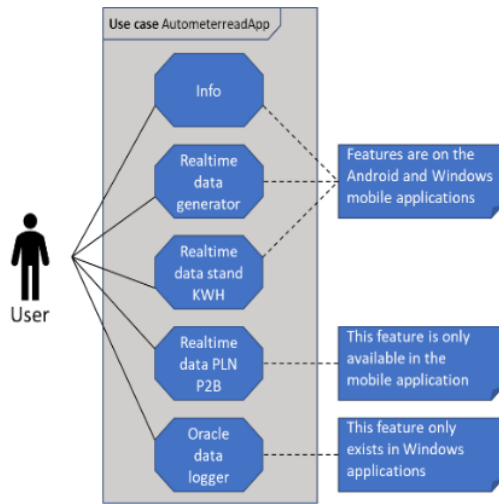 Use case AutometerreadApp
Info
Realtime
data
generator
Realtime
data stand
KWH
Realtime
data PLN
P2B
Oracle
data
logger
User
Features are on the
Android and Windows
mobile applications
This feature is only
available in the
mobile application
This feature only
exists in Windows
applications